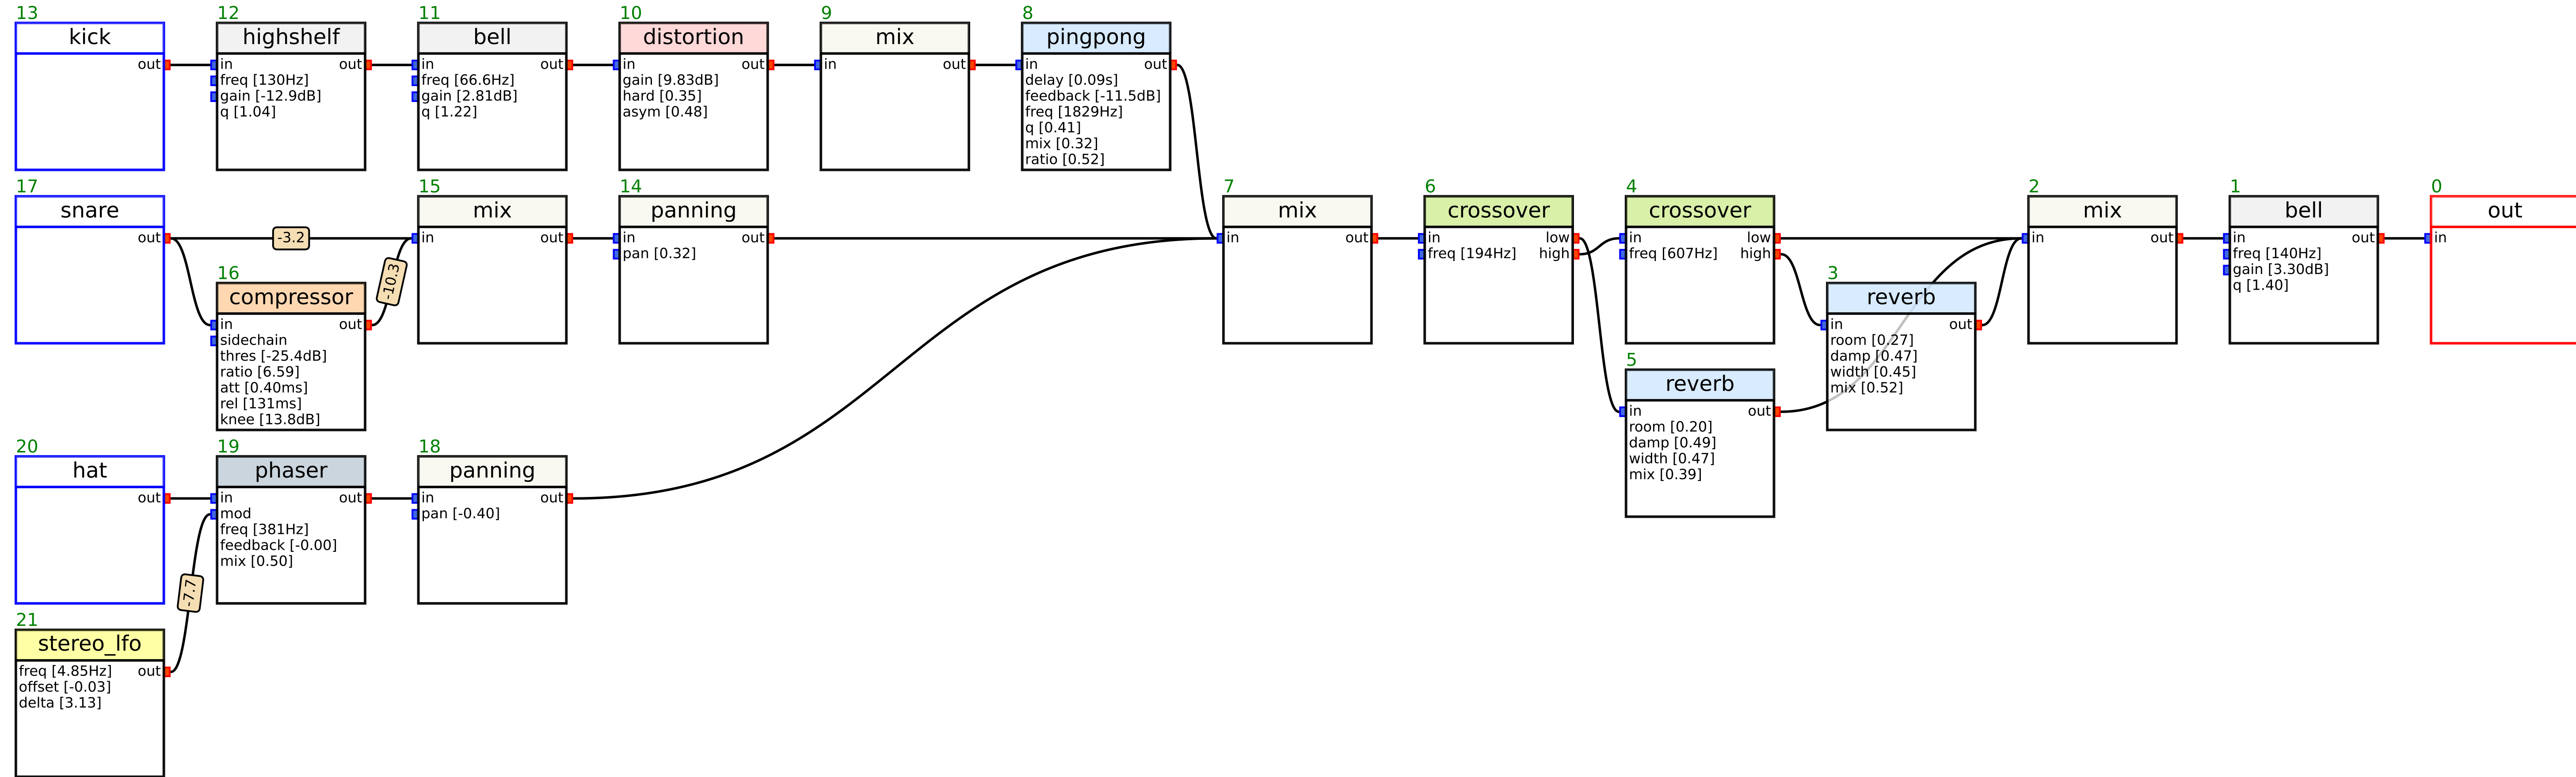 13
kick
out
12
highshelf
in out
freq [130Hz]
gain [-12.9dB]
q [1.04]
11
bell
in out
freq [66.6Hz]
gain [2.81dB]
q [1.22]
10
distortion
in out
gain [9.83dB]
hard [0.35]
asym [0.48]
9
mix
in out
8
pingpong
in out
delay [0.09s]
feedback [-11.5dB]
freq [1829Hz]
q [0.41]
mix [0.32]
ratio [0.52]
17
snare
out
-3.2
16
compressor
in out
sidechain
thres [-25.4dB]
ratio [6.59]
att [0.40ms]
rel [131ms]
knee [13.8dB]
-10.3
15
mix
in out
14
panning
in out
pan [0.32]
7
mix
in out
6
crossover
in low
freq [194Hz] high
4
crossover
in low
freq [607Hz] high
5
reverb
in out
room [0.20]
damp [0.49]
width [0.47]
mix [0.39]
3
reverb
in out
room [0.27]
damp [0.47]
width [0.45]
mix [0.52]
2
mix
in out
1
bell
in out
freq [140Hz]
gain [3.30dB]
q [1.40]
0
out
in
20
hat
out
19
phaser
in out
mod
freq [381Hz]
feedback [-0.00]
mix [0.50]
18
panning
in out
pan [-0.40]
-7.7
21
stereo_lfo
freq [4.85Hz] out
offset [-0.03]
delta [3.13]